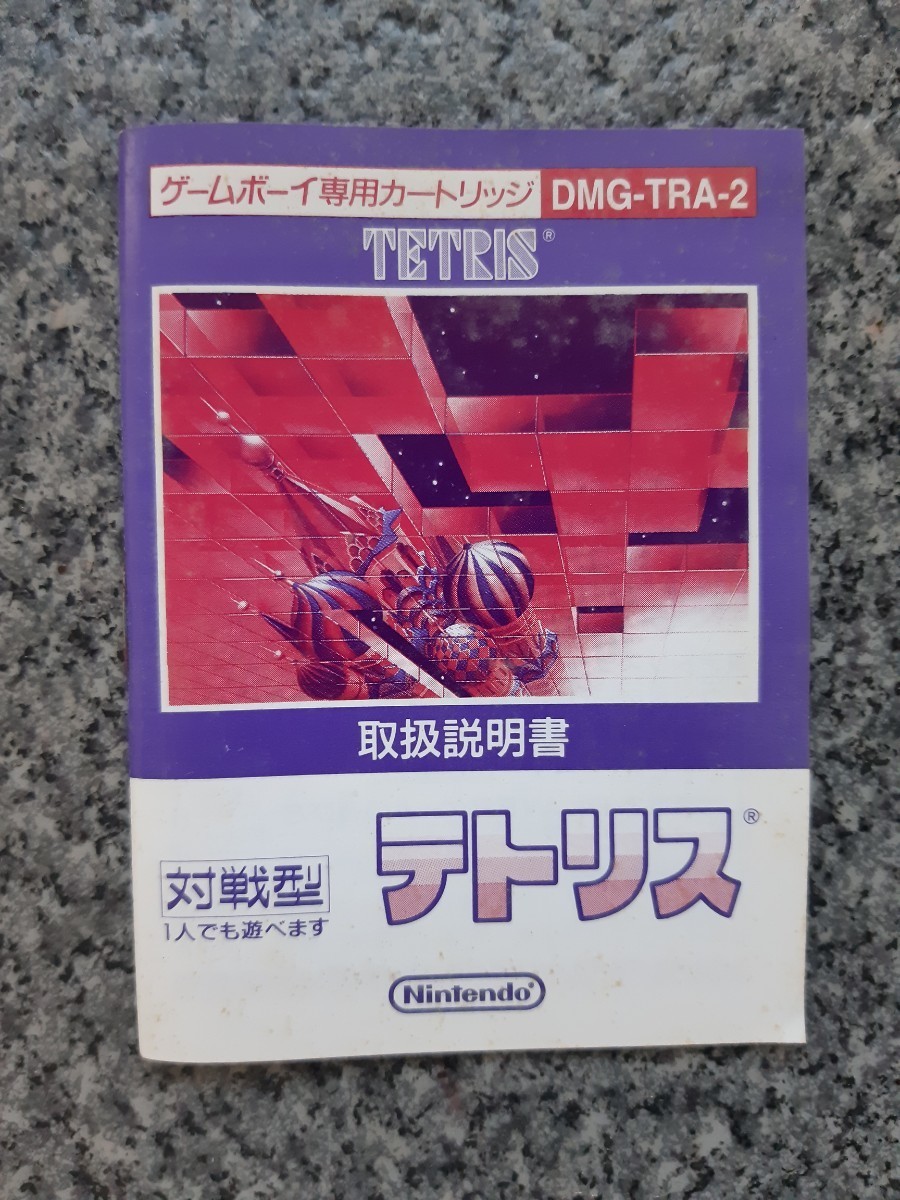 ゲームボーイ専用カートリッジ DMG-TRA-2
TETRIS®
取扱説明書
テトリス®
対戦型
1人でも遊べます
Nintendo®